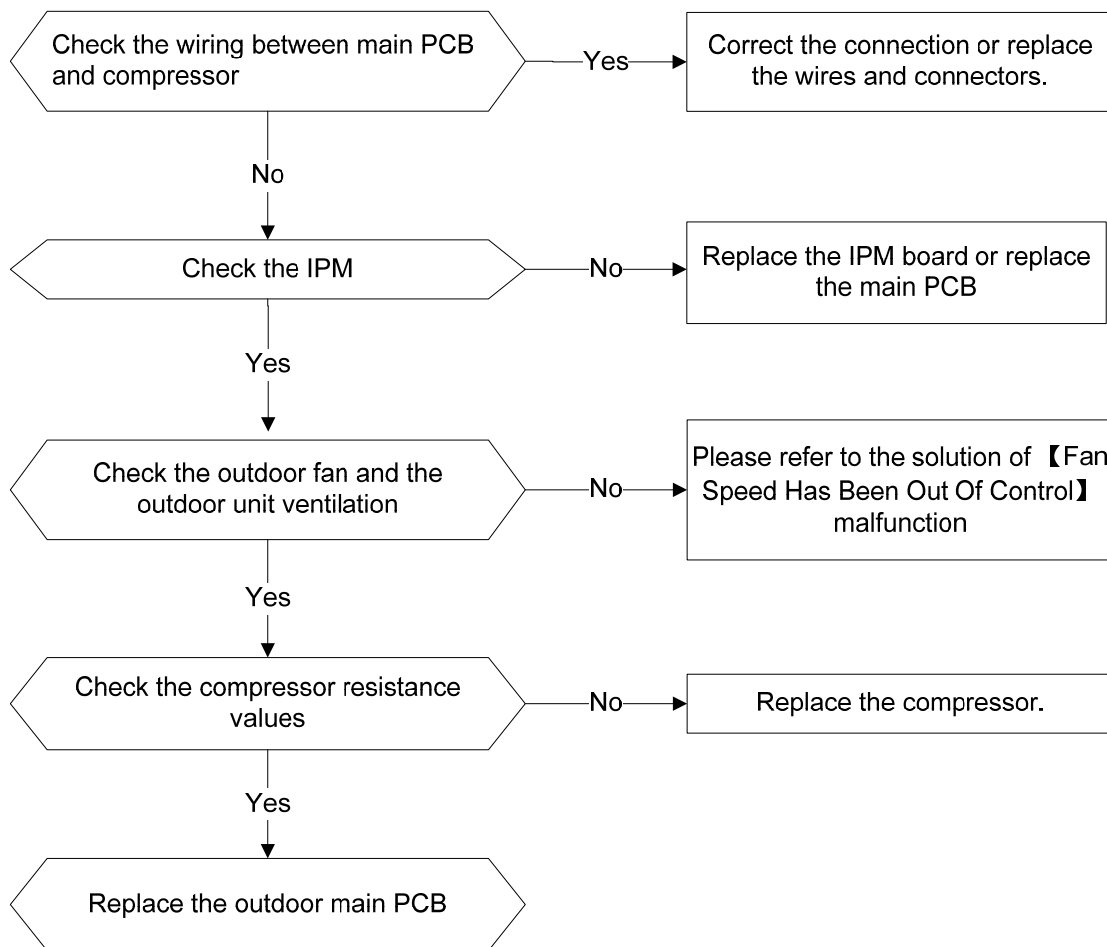 Check the wiring between main PCB
and compressor
Yes
Correct the connection or replace
the wires and connectors.
No
Check the IPM
No
Replace the IPM board or replace
the main PCB
Yes
Check the outdoor fan and the
outdoor unit ventilation
No
Please refer to the solution of 【Fan
Speed Has Been Out Of Control】
malfunction
Yes
Check the compressor resistance
values
No
Replace the compressor.
Yes
Replace the outdoor main PCB